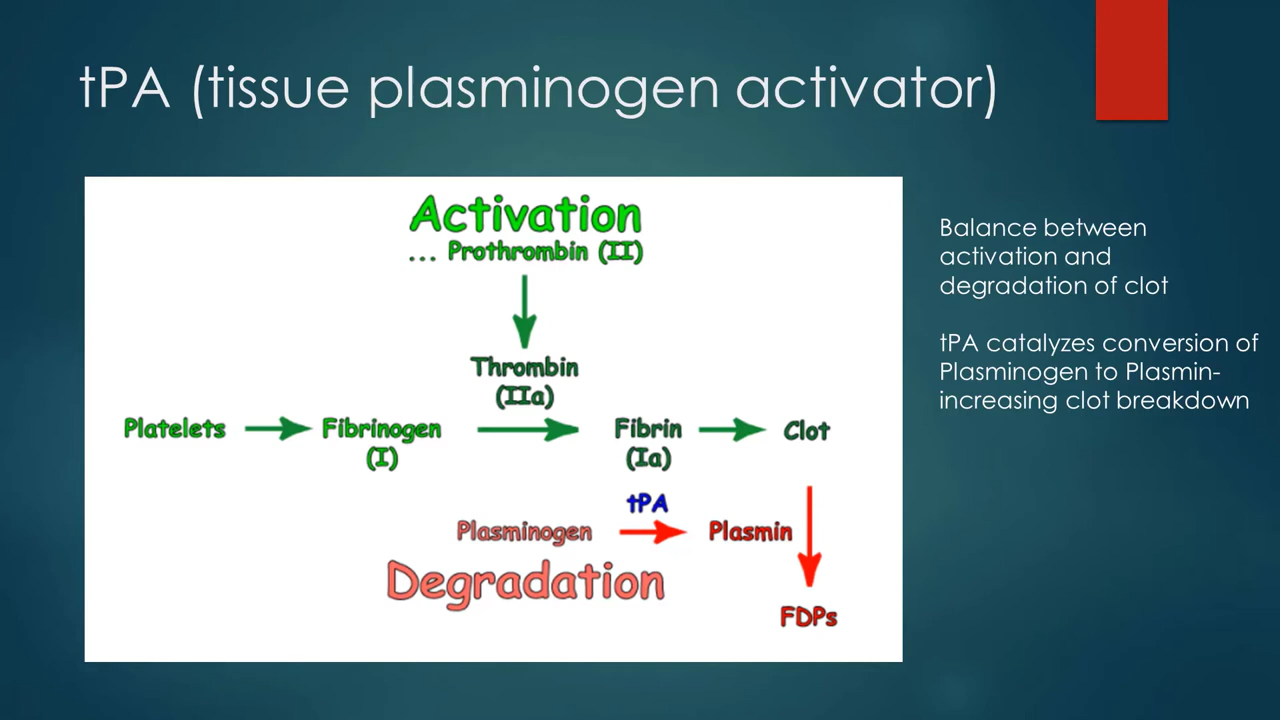 tPA (tissue plasminogen activator)
Activation
... Prothrombin (II)
Thrombin
(IIa)
Platelets
Fibrinogen
(I)
Fibrin
(Ia)
Clot
tPA
Plasminogen
Plasmin
Degradation
FDPs
Balance between
activation and
degradation of clot
tPA catalyzes conversion of
Plasminogen to Plasmin-
increasing clot breakdown